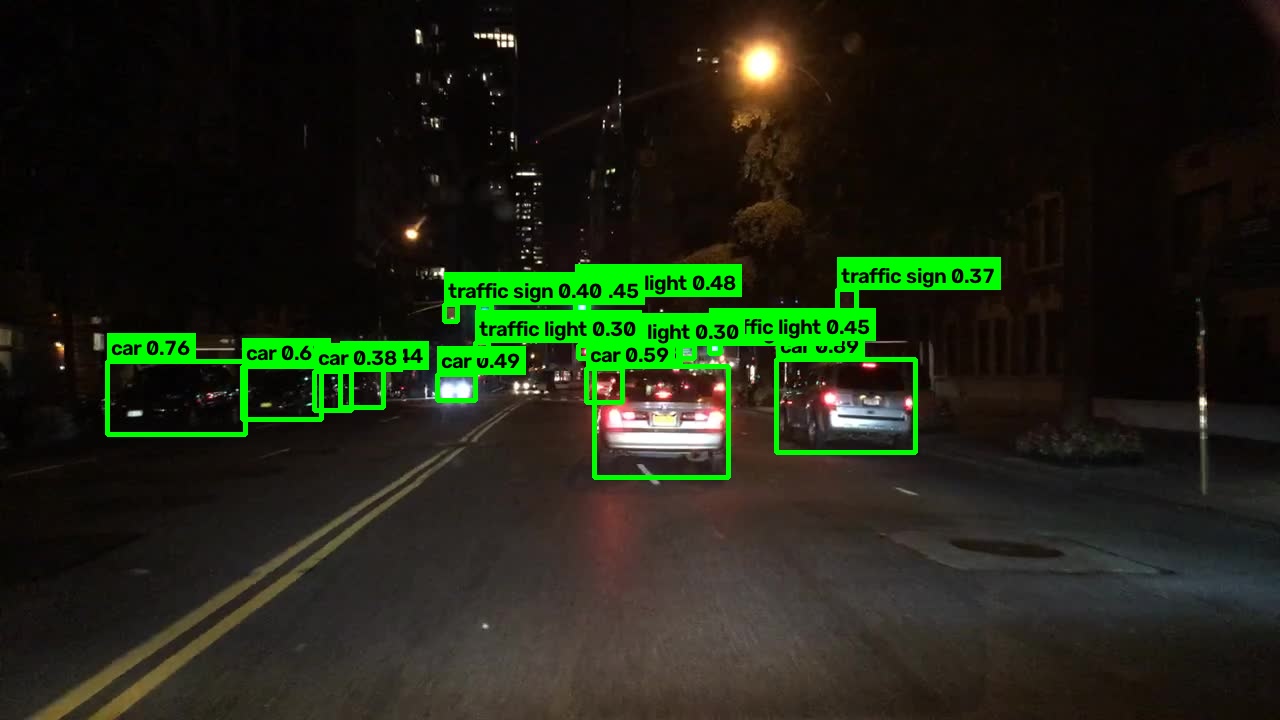 traffic sign 0.37
light 0.48
traffic sign 0.40
.45
traffic light 0.30
light 0.30
ffic light 0.45
car 0.76
car 0.6
car 0.38
44
car 0.49
car 0.59
car 0.89